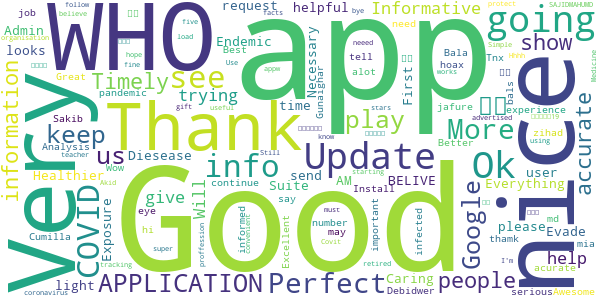 WHO app
going
nice
Very
Good
Thank
Update
Ok
More
info
us
see
keep
play
show
COVID
APPLICATION
Perfect
people
Google
help
information
Informative
accurate
Timely
Admin
looks
request
helpful
Endemic
trying
Necessary
First
Suite
send
give
Will
Exposure
Healthier
Diesease
Analysis
Sakib
Cumilla
light
Best
job
Great
pandemic
time
Gunaighar
Tnx
alot
tell
hoax
Bala
jafure
need
neeed
BELIVE
AM
Install
user
experience
Better
Everything
please
Evade
thamk
md
mia
zihad
bals
Simple
SAJIDMAHUMD
follow
believe
organisation
hope
fine
five
load
Use
gift
stars
appme
works
facts
bye
protect
Medicine
using
advertised
know
Wow
teacher
Akid
eye
hi
super
proffession
continue
say
informed
Convenient
Excellent
tracking
coronavirus
number
may
must
important
infected
Still
starting
Covit
retired
Caring
Debidwer
acurate
serious
Awesome
I'm
useful